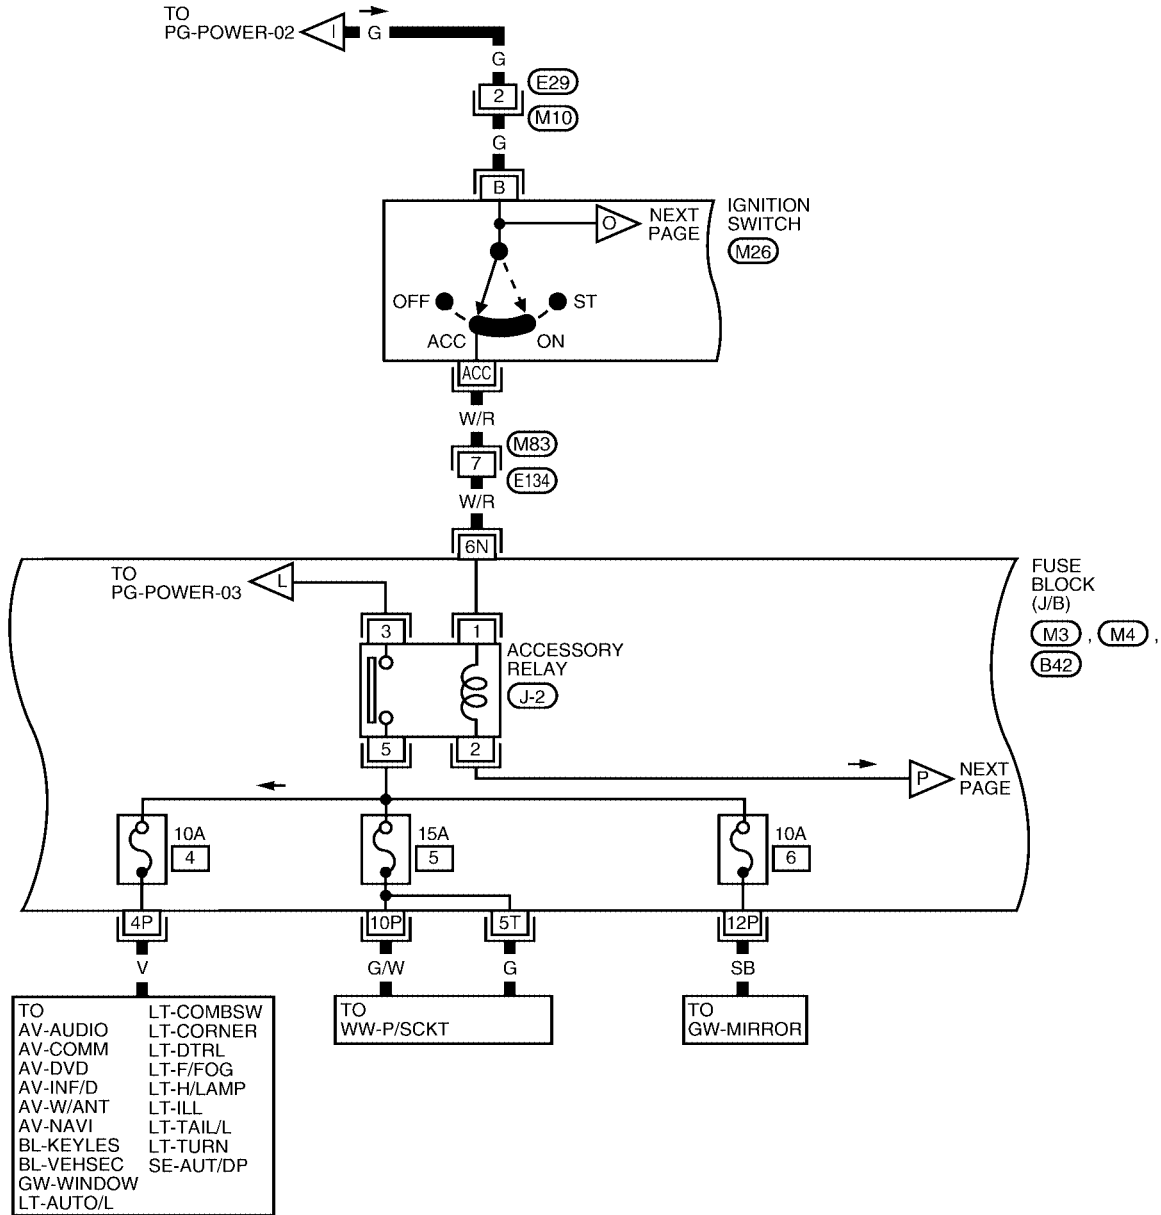 TO
PG-POWER-02
I
G
G
2
E29
M10
G
B
IGNITION
SWITCH
M26
O
NEXT
PAGE
OFF
ST
ACC
ON
ACC
W/R
7
M83
E134
W/R
6N
TO
PG-POWER-03
L
FUSE
BLOCK
(J/B)
M3 , M4 ,
B42
3
1
ACCESSORY
RELAY
J-2
5
2
P
NEXT
PAGE
10A
4
15A
5
10A
6
4P
10P
5T
12P
V
G/W
G
SB
TO
AV-AUDIO
AV-COMM
AV-DVD
AV-INF/D
AV-W/ANT
AV-NAVI
BL-KEYLES
BL-VEHSEC
GW-WINDOW
LT-AUTO/L
LT-COMBSW
LT-CORNER
LT-DTRL
LT-F/FOG
LT-H/LAMP
LT-ILL
LT-TAIL/L
LT-TURN
SE-AUT/DP
TO
WW-P/SCKT
TO
GW-MIRROR